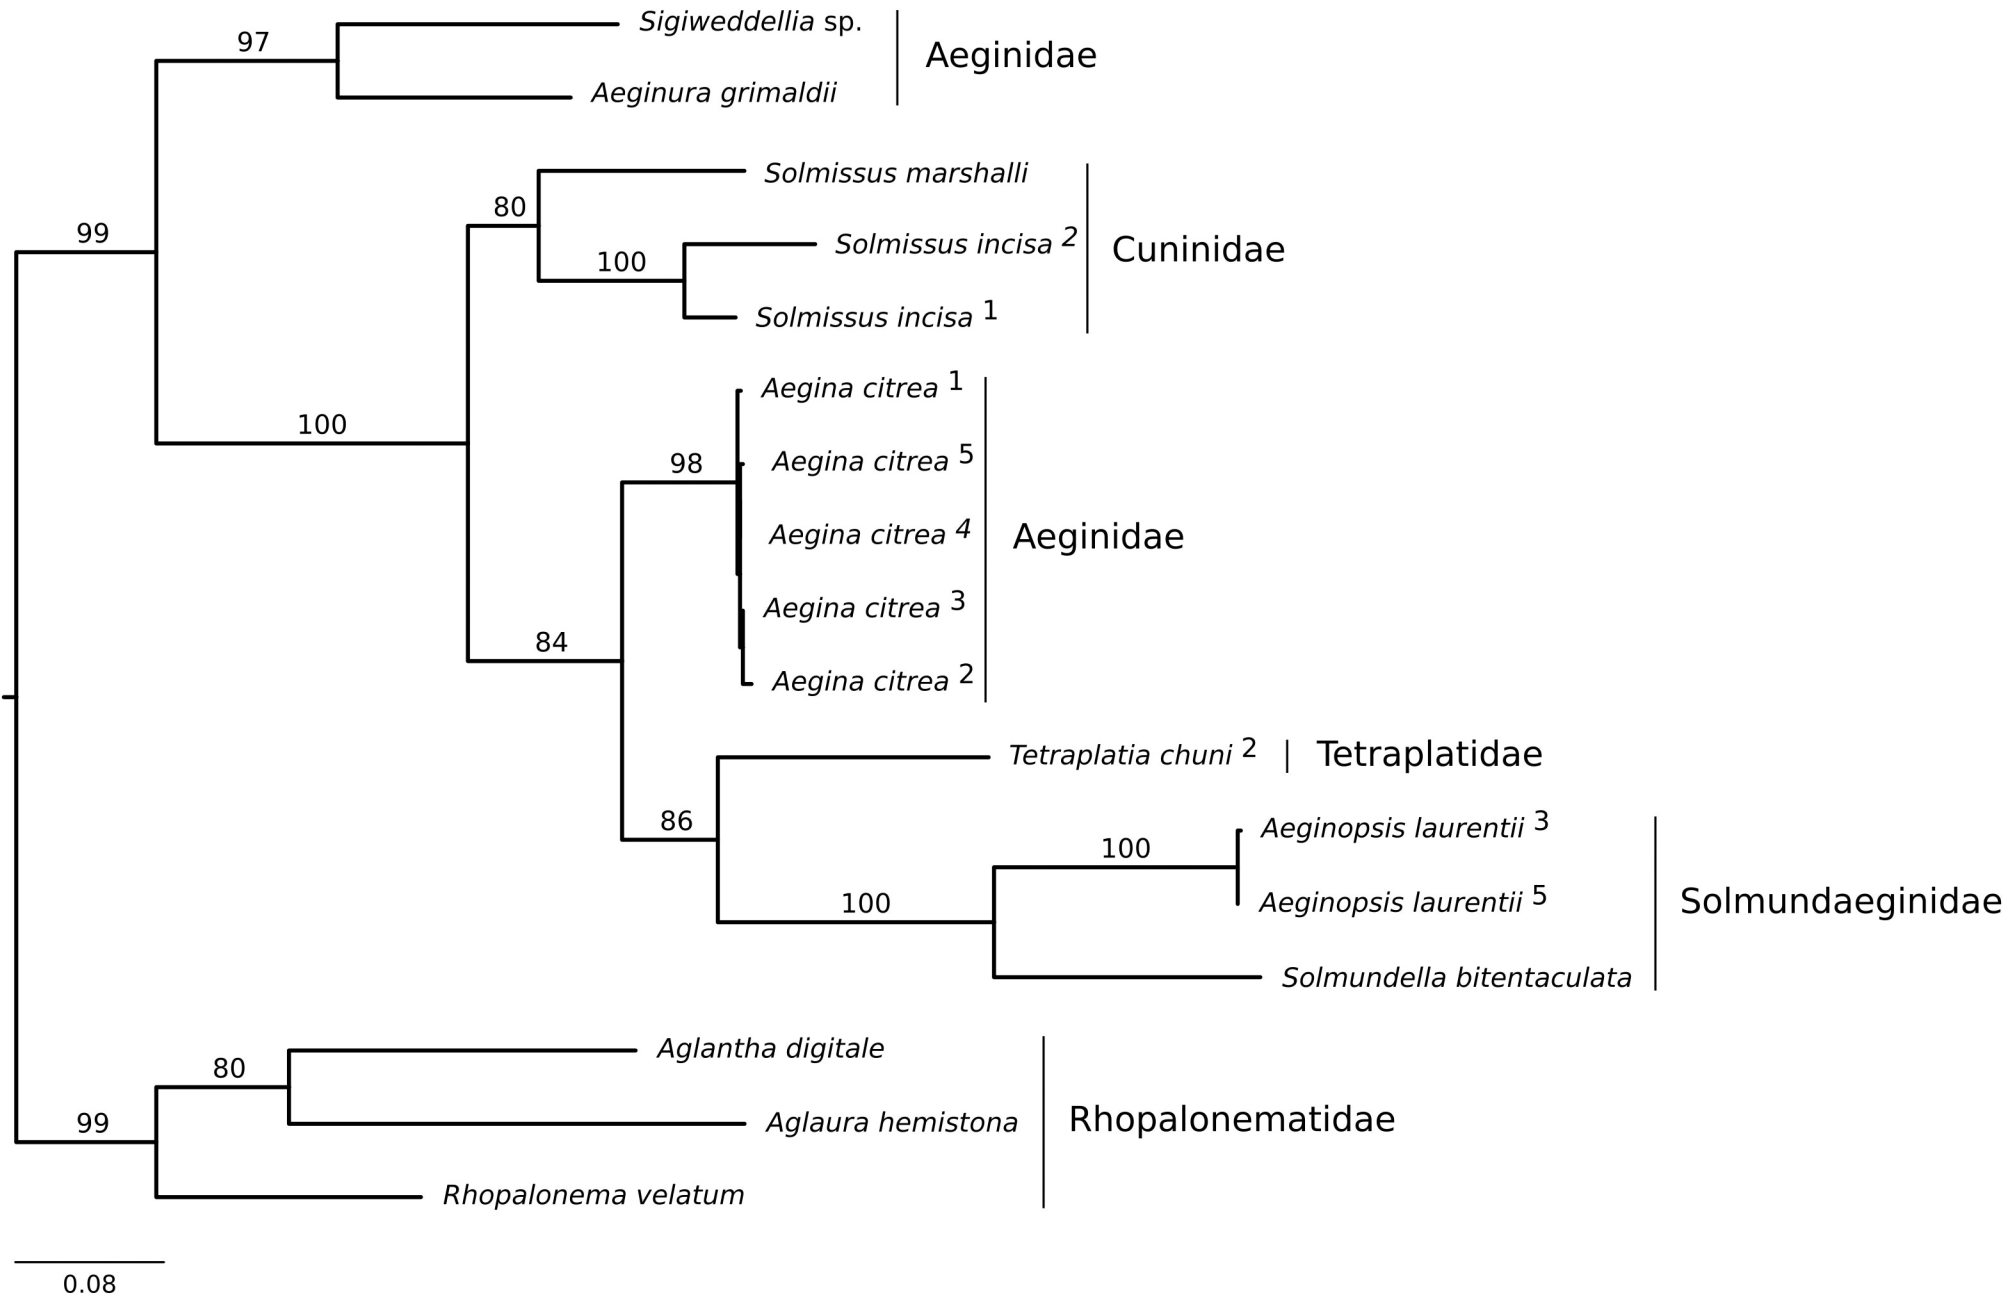 Sigiweddellia sp.
97
Aeginidae
Aeginura grimaldii
Solmissus marshalli
80
99
Solmissus incisa 2
Cuninidae
100
Solmissus incisa 1
Aegina citrea 1
100
98
Aegina citrea 5
Aegina citrea 4
Aeginidae
Aegina citrea 3
84
Aegina citrea 2
Tetraplatia chuni 2
Tetraplatidae
86
Aeginopsis laurentii 3
100
100
Aeginopsis laurentii 5
Solmundaeginidae
Solmundella bitentaculata
Aglantha digitale
80
99
Aglaura hemistona
Rhopalonematidae
Rhopalonema velatum
0.08